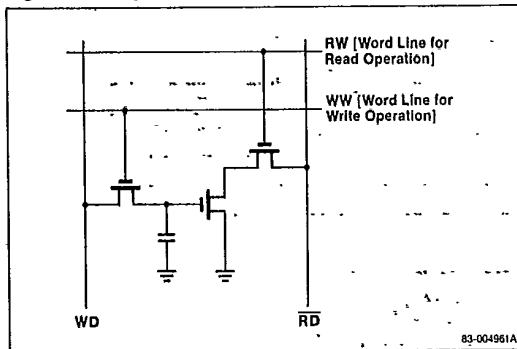 RW [Word Line for
Read Operation]
WW [Word Line for
Write Operation]
WD
RD
83-004961A